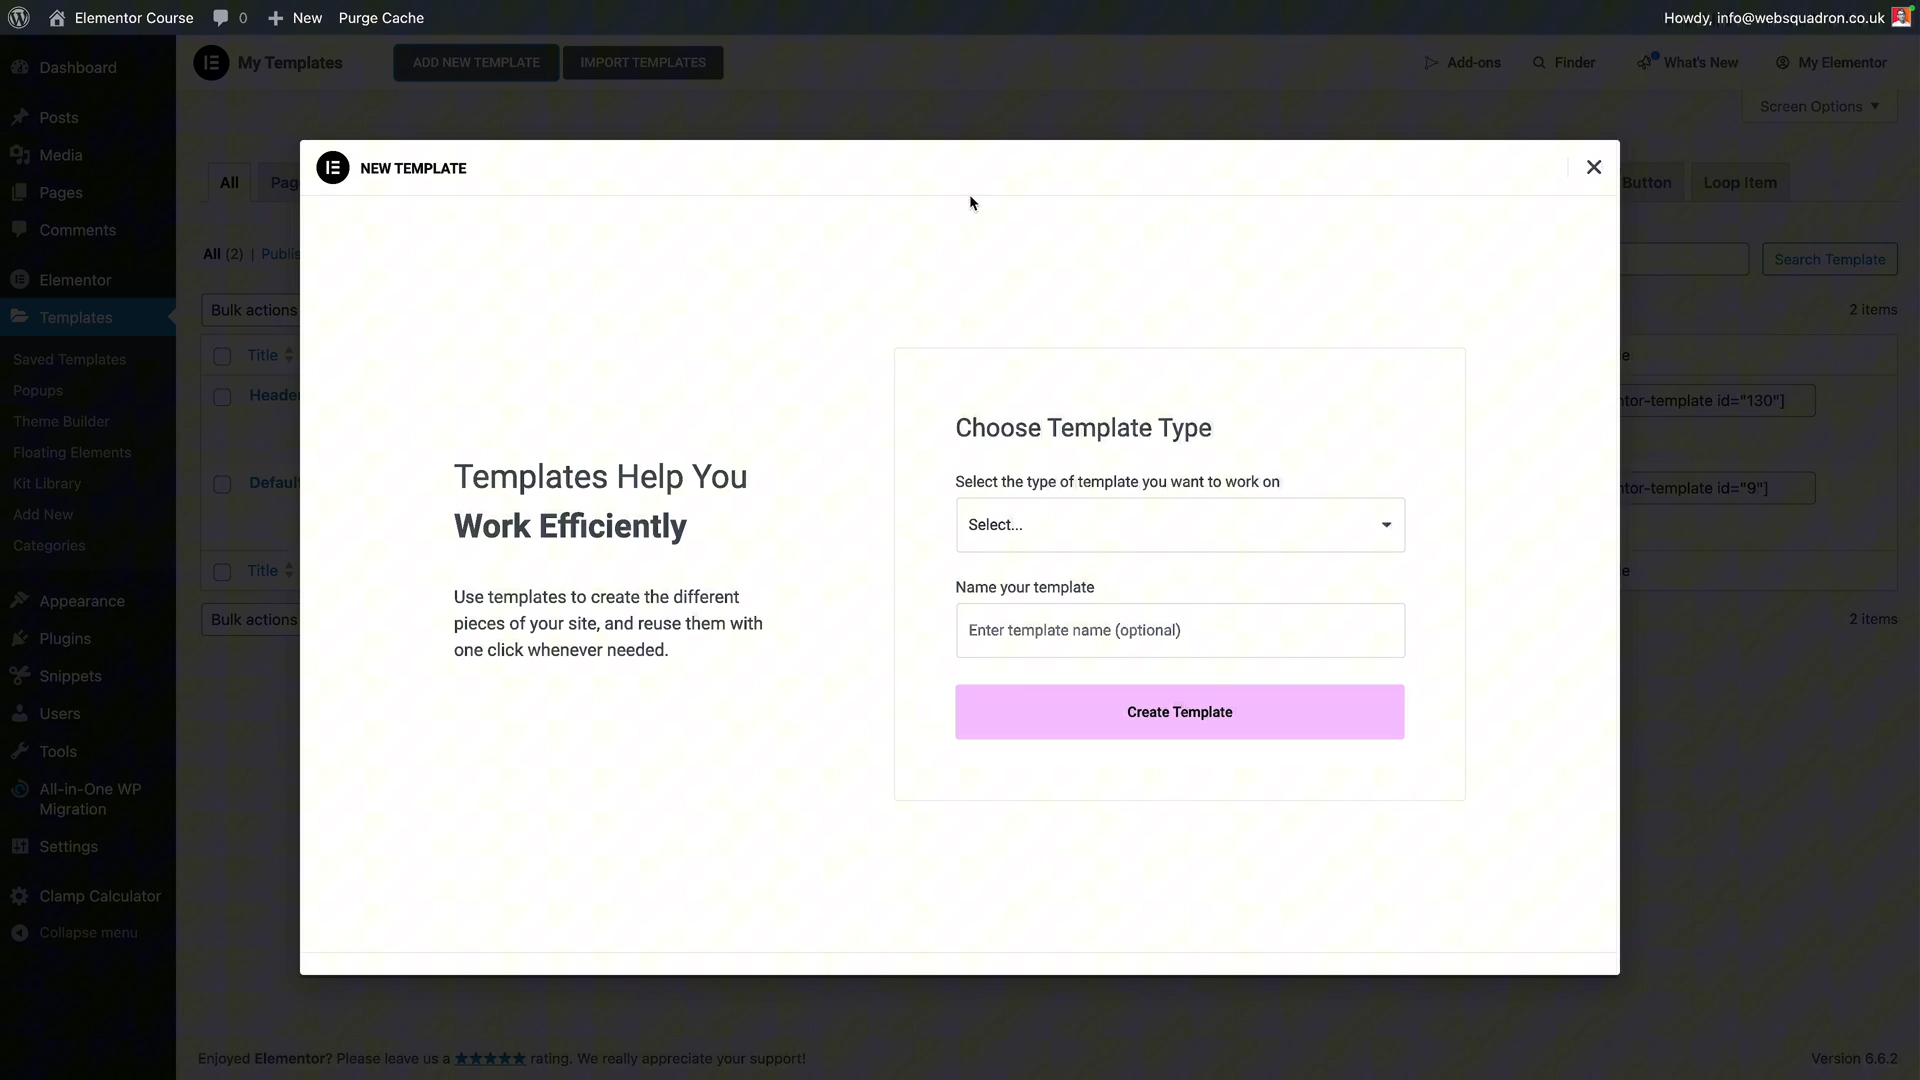 Elementor Course
0
New
Purge Cache
Howdy, info@websquadron.co.uk
Dashboard
Posts
Media
Pages
Comments
Elementor
Templates
Saved Templates
Popups
Theme Builder
Floating Elements
Kit Library
Add New
Categories
Appearance
Plugins
Snippets
Users
Tools
All-in-One WP
Migration
Settings
Clamp Calculator
Collapse menu
My Templates
ADD NEW TEMPLATE
IMPORT TEMPLATES
Add-ons
Finder
What's New
My Elementor
Screen Options
All
Button
Loop Item
All (2) |
Search Template
Bulk actions
2 items
Title
id="130"]
id="9"]
Title
Bulk actions
2 items
NEW TEMPLATE
Templates Help You
Work Efficiently
Use templates to create the different
pieces of your site, and reuse them with
one click whenever needed.
Choose Template Type
Select the type of template you want to work on
Select...
Name your template
Enter template name (optional)
Create Template
Enjoyed Elementor? Please leave us a ★★★★★ rating. We really appreciate your support!
Version 6.6.2